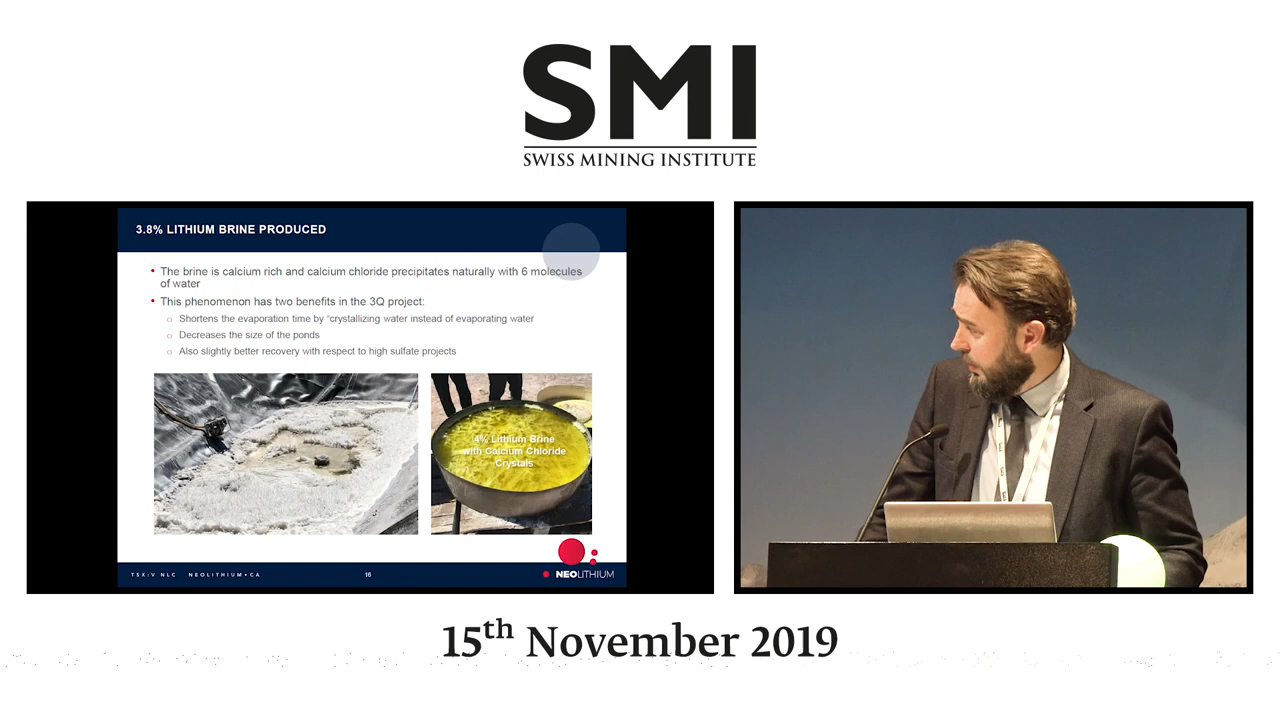 SMI
SWISS MINING INSTITUTE
3.8% LITHIUM BRINE PRODUCED
• The brine is calcium rich and calcium chloride precipitates naturally with 6 molecules
of water
• This phenomenon has two benefits in the 3Q project:
○ Shortens the evaporation time by “crystallizing water instead of evaporating water
○ Decreases the size of the ponds
○ Also slightly better recovery with respect to high sulfate projects
4% Lithium Brine
with Calcium Chloride
Crystals
TSX:V NLC NEOLITHIUM•CA
16
NEOLITHIUM
15th November 2019